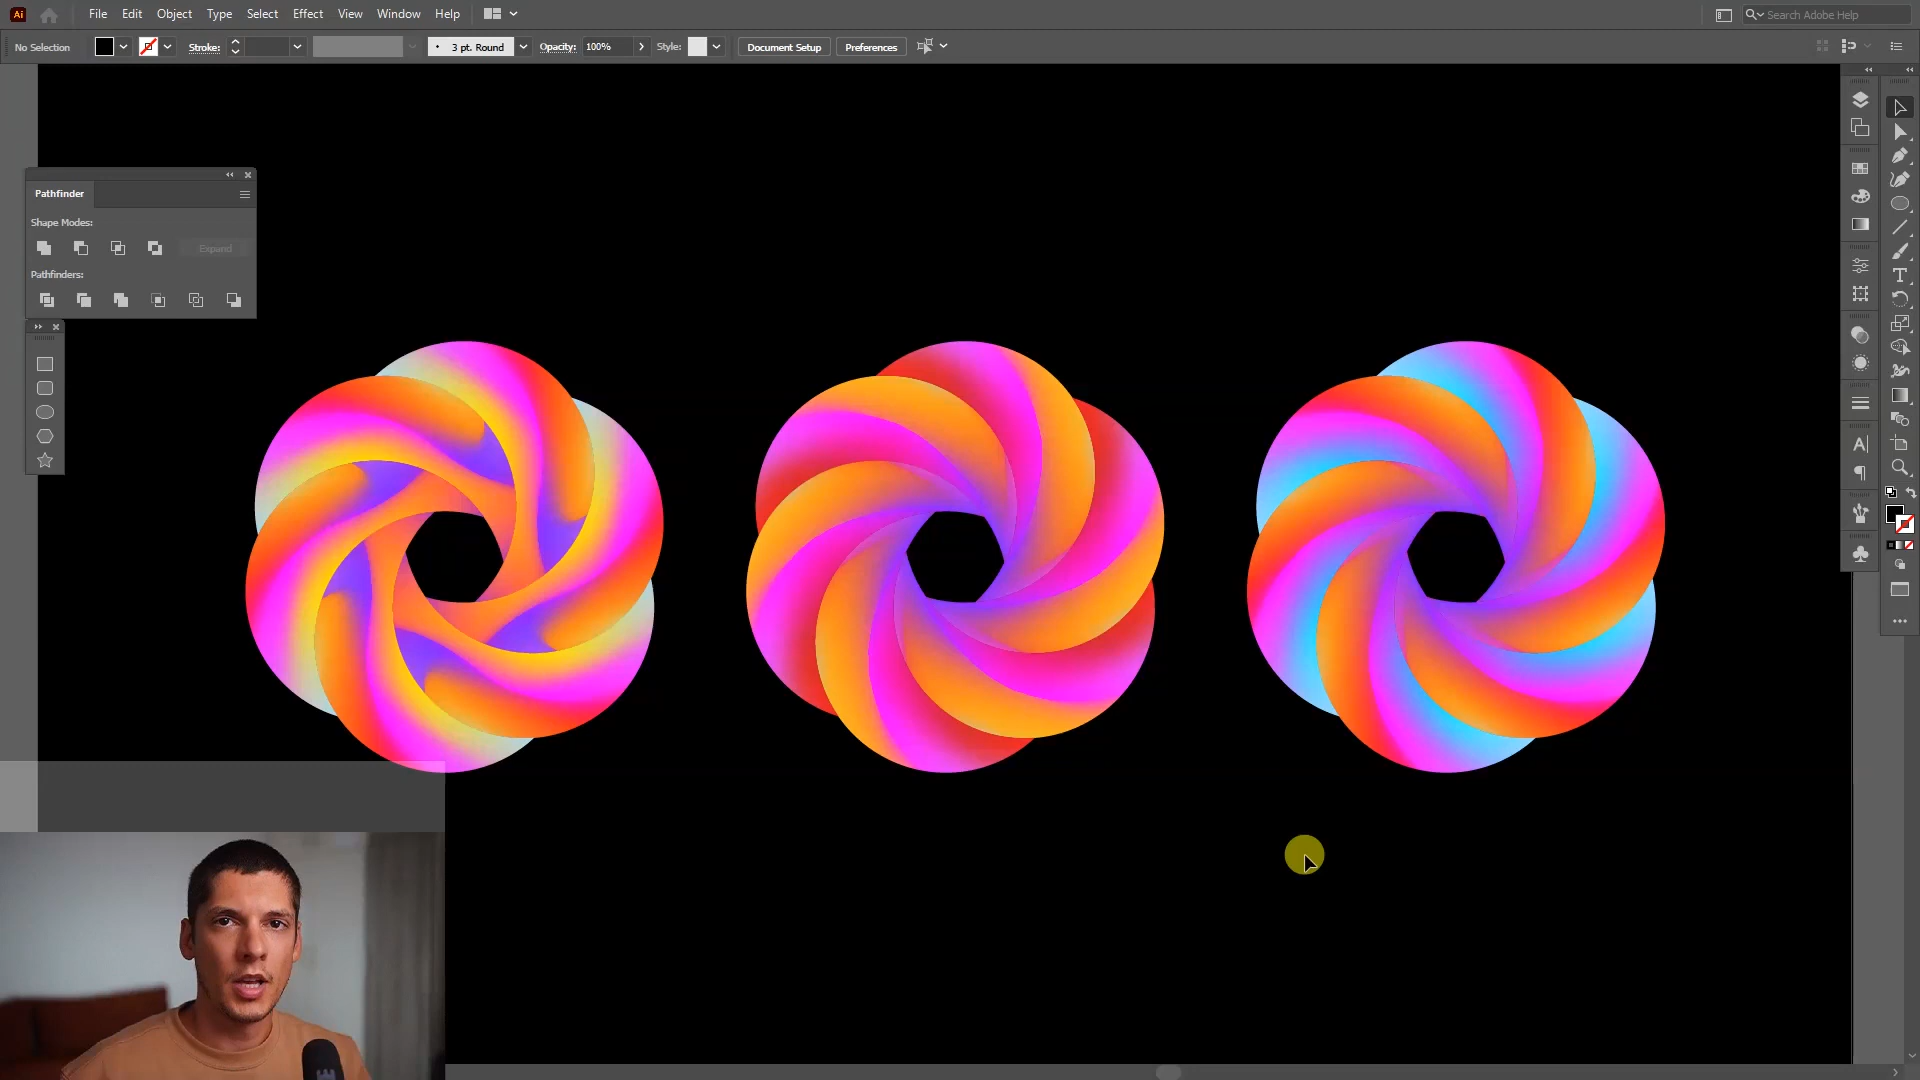 Ai File Edit Object Type Select Effect View Window Help Search Adobe Help
No Selection Stroke: 3 pt. Round Opacity: 100% Style: Document Setup Preferences
Pathfinder
Shape Modes:
Expand
Pathfinders: